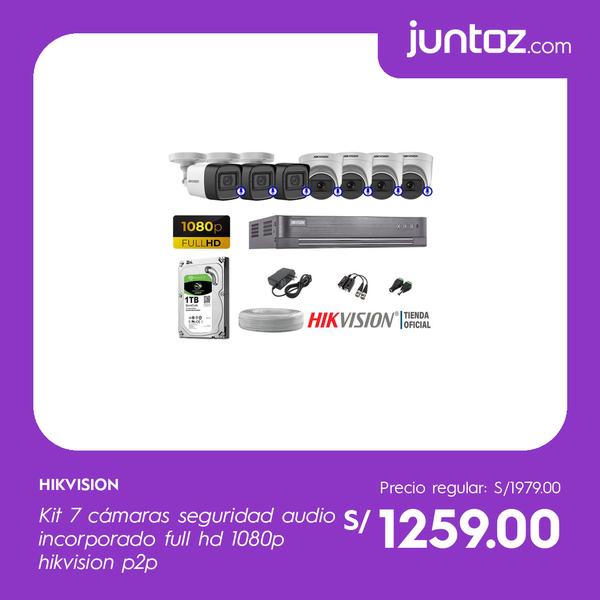 juntoz.com
1080p
FULL HD
1TB
HIKVISION® TIENDA
OFICIAL
HIKVISION
Kit 7 cámaras seguridad audio
incorporado full hd 1080p
hikvision p2p
Precio regular: S/1979.00
S/ 1259.00